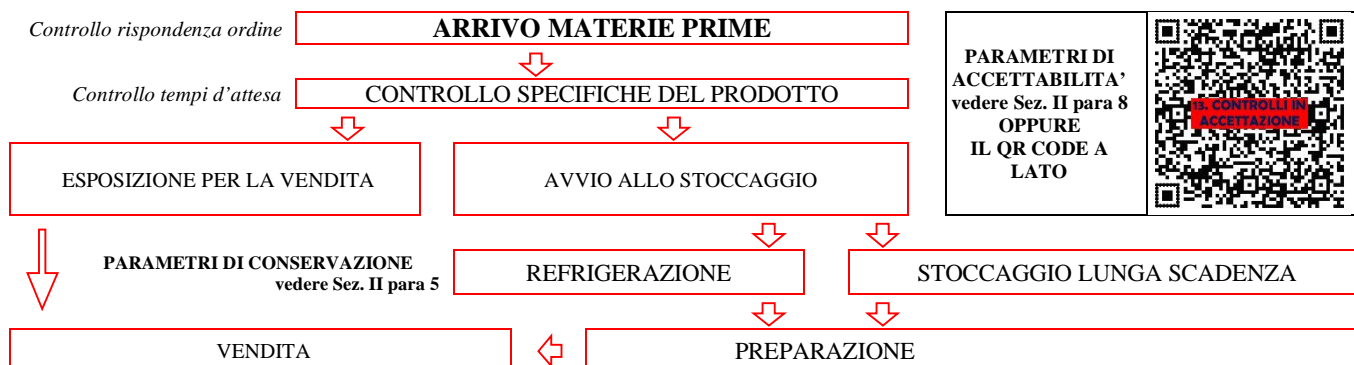 Controllo rispondenza ordine
ARRIVO MATERIE PRIME
Controllo tempi d'attesa
CONTROLLO SPECIFICHE DEL PRODOTTO
PARAMETRI DI
ACCETTABILITA'
vedere Sez. II para 8
OPPURE
IL QR CODE A
LATO
13. CONTROLLI IN
ACCETTAZIONE
ESPOSIZIONE PER LA VENDITA
AVVIO ALLO STOCCAGGIO
PARAMETRI DI CONSERVAZIONE
vedere Sez. II para 5
REFRIGERAZIONE
STOCCAGGIO LUNGA SCADENZA
VENDITA
PREPARAZIONE